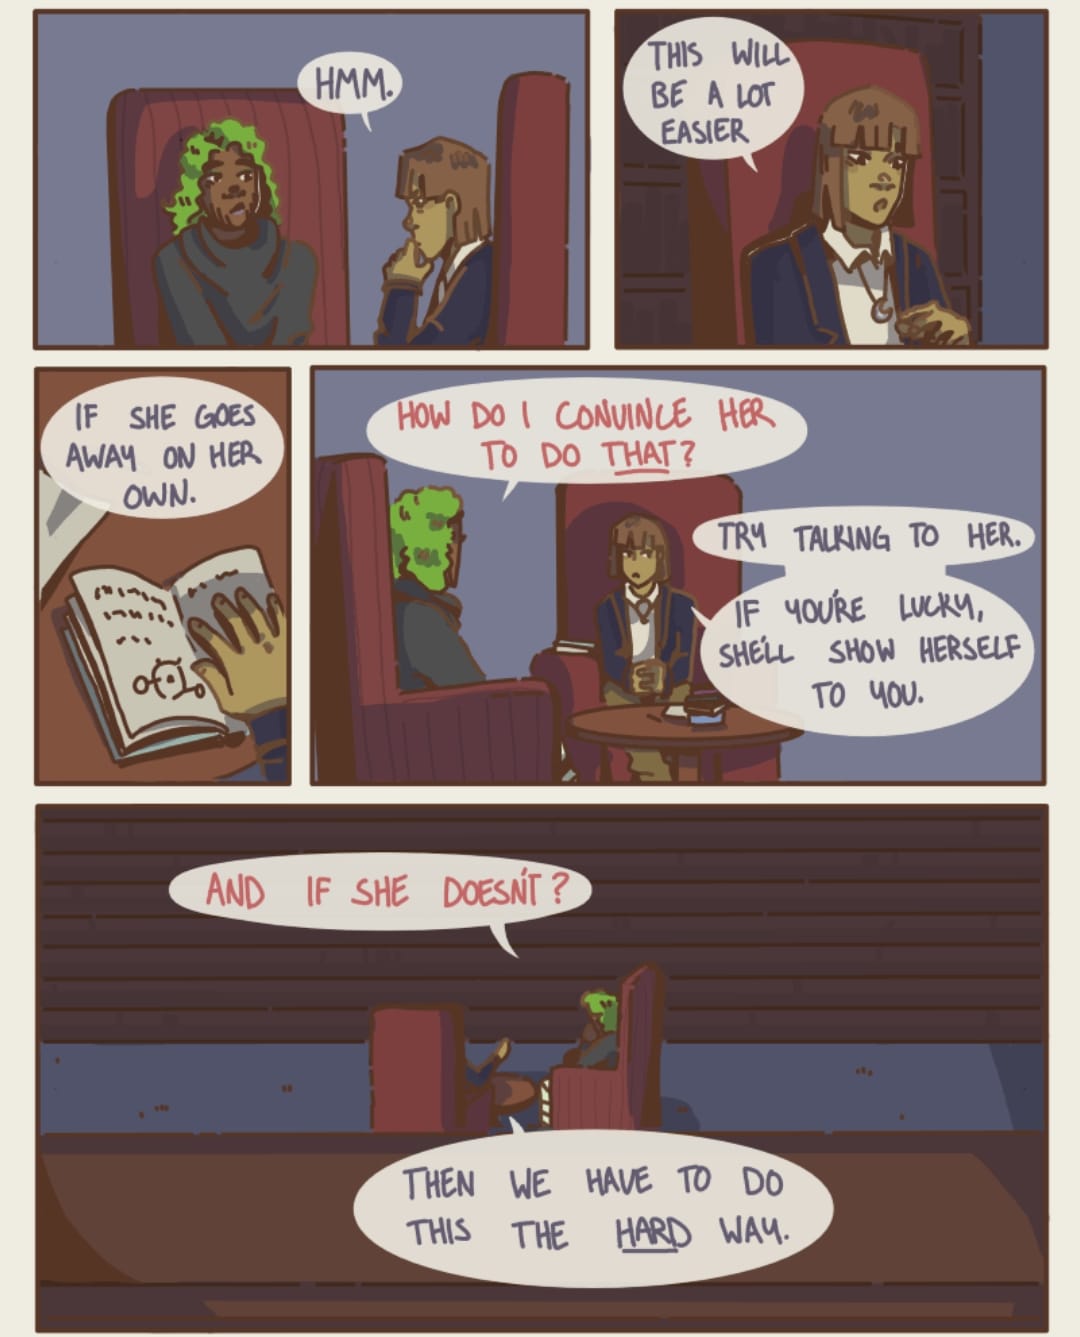 HMM.
THIS WILL
BE A LOT
EASIER
IF SHE GOES
AWAY ON HER
OWN.
HOW DO I CONVINCE HER
TO DO THAT?
TRY TALKING TO HER.
IF YOU'RE LUCKY,
SHE'LL SHOW HERSELF
TO YOU.
AND IF SHE DOESN'T?
THEN WE HAVE TO DO
THIS THE HARD WAY.